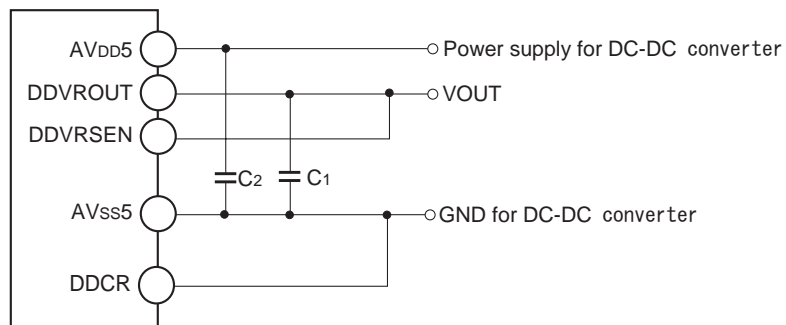 AVDD5 Power supply for DC-DC converter
DDVROUT VOUT
DDVRSEN
C2 C1
AVSS5 GND for DC-DC converter
DDCR